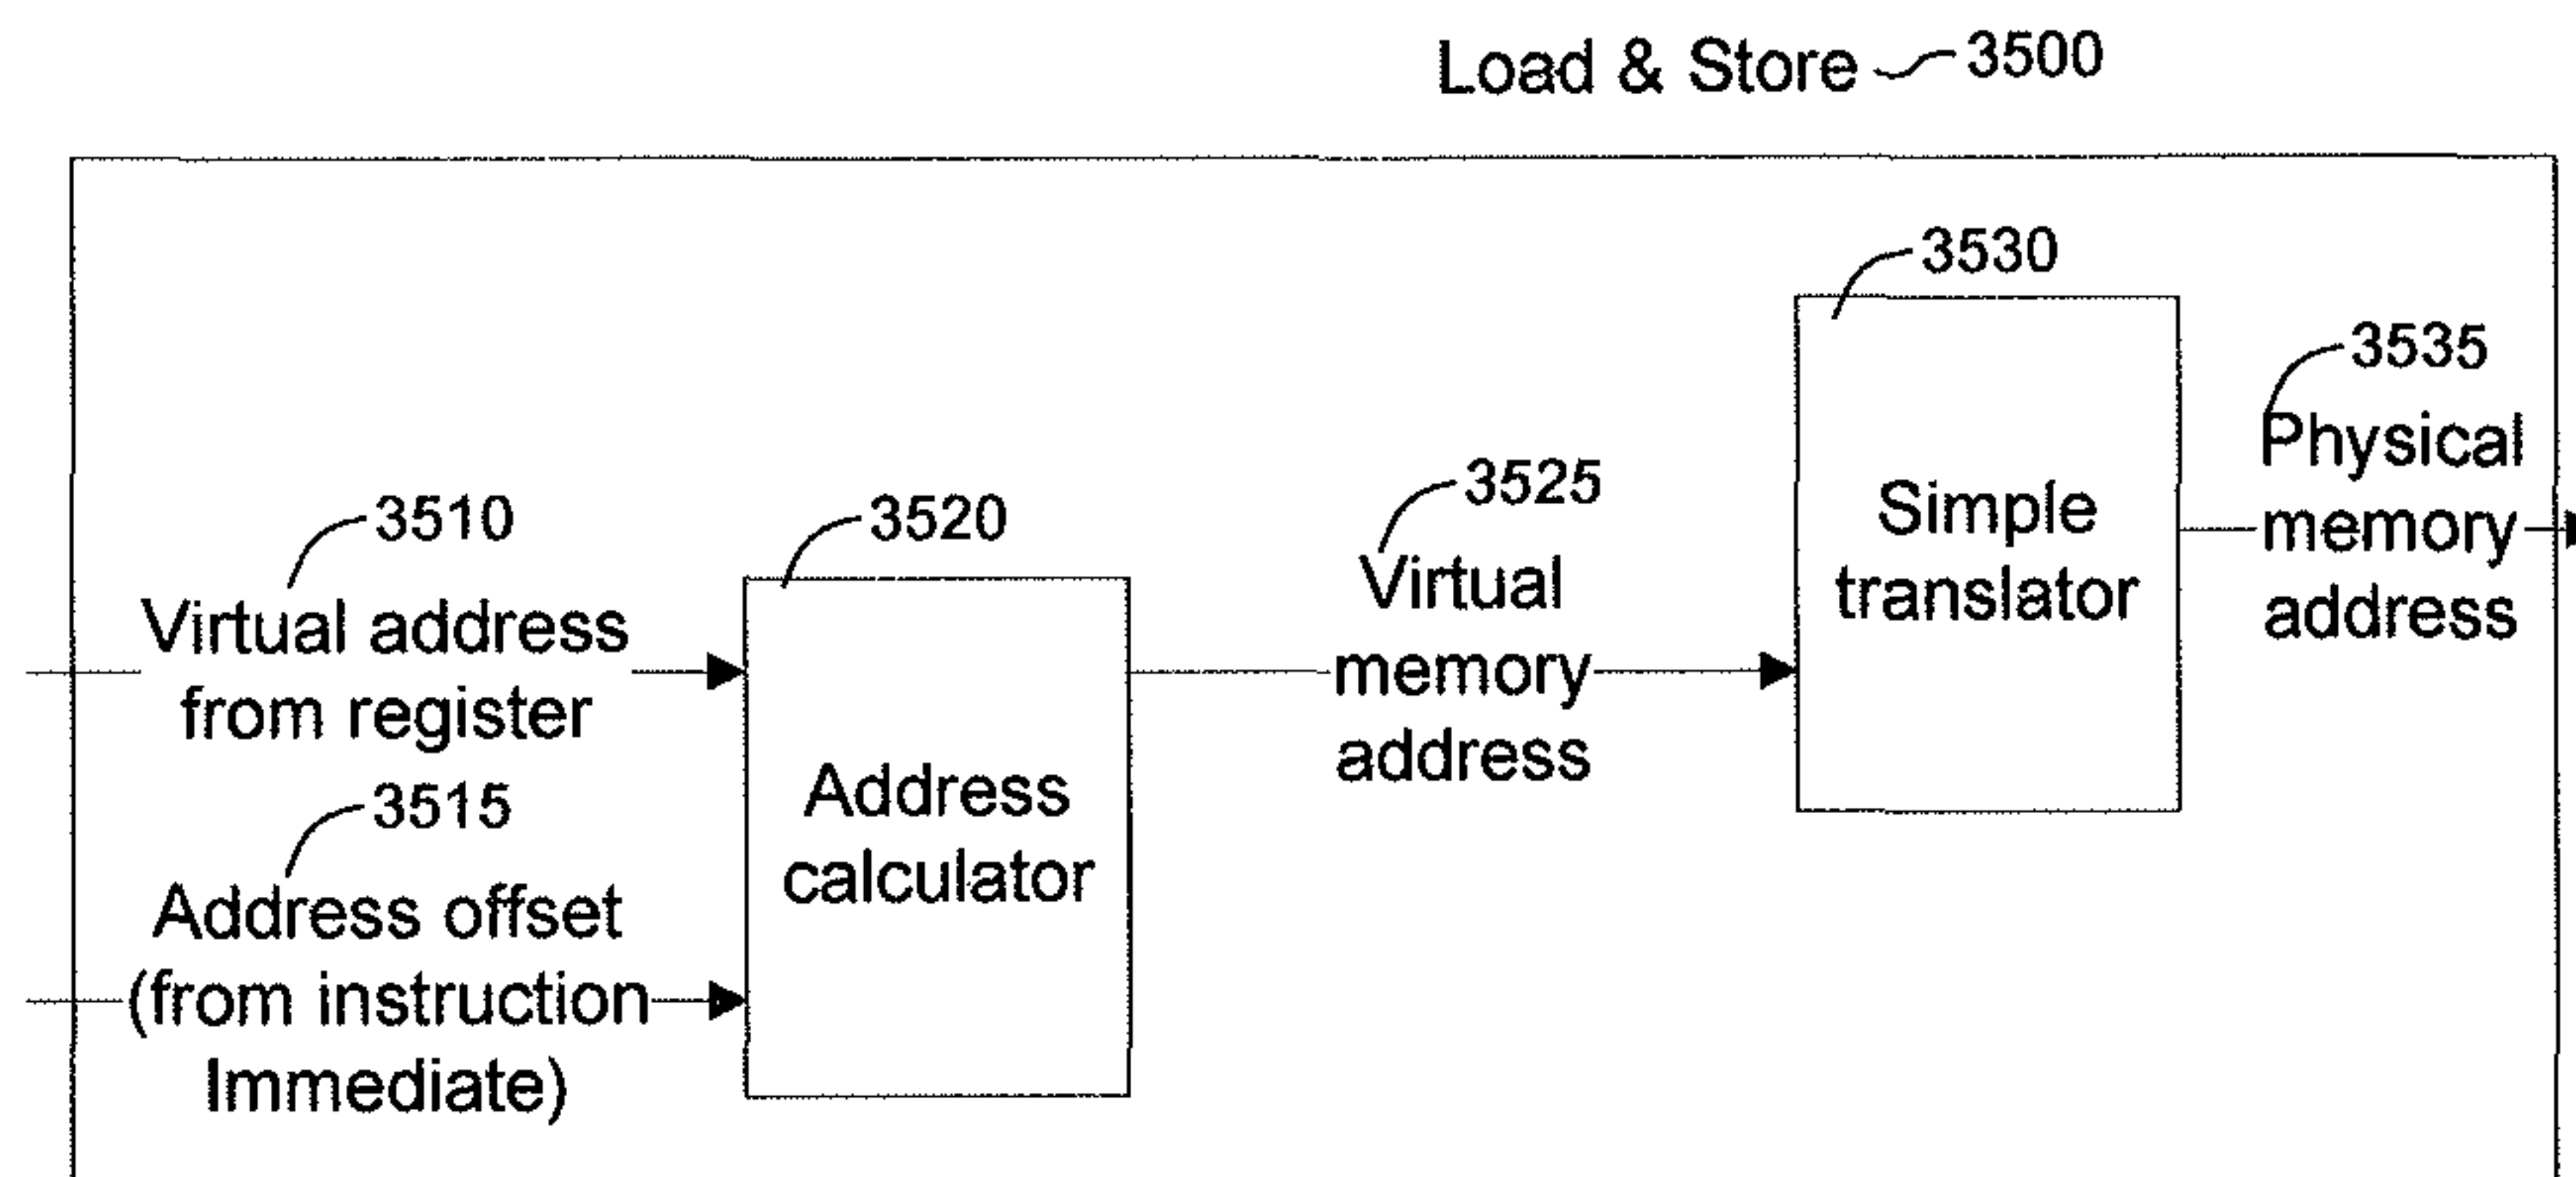 Load & Store 3500
3530
3535
Physical
memory
address
Simple
translator
3525
Virtual
memory
address
3510
Virtual address
from register
3520
Address
calculator
3515
Address offset
(from instruction
Immediate)